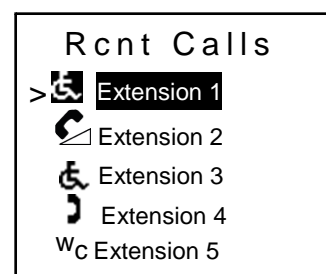 Rcnt Calls
> Extension 1
Extension 2
Extension 3
Extension 4
Wc Extension 5